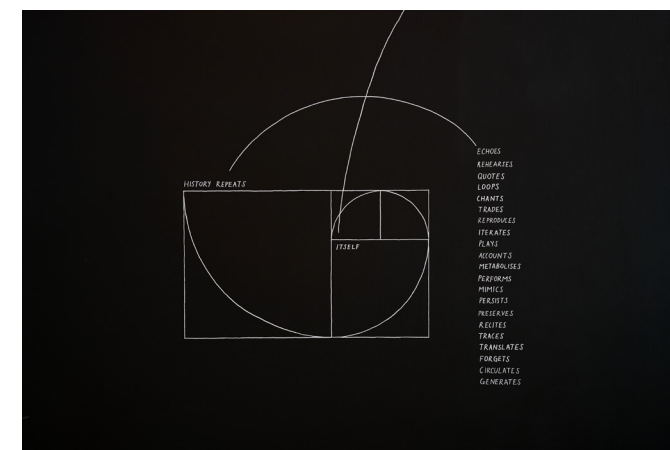 HISTORY REPEATS
ITSELF
ECHOES
REHEARSES
QUOTES
LOOPS
CHANTS
TRADES
REPRODUCES
ITERATES
PLAYS
ACCOUNTS
METABOLISES
PERFORMS
MIMICS
PERSISTS
PRESERVES
RECITES
TRACES
TRANSLATES
FORGETS
CIRCULATES
GENERATES